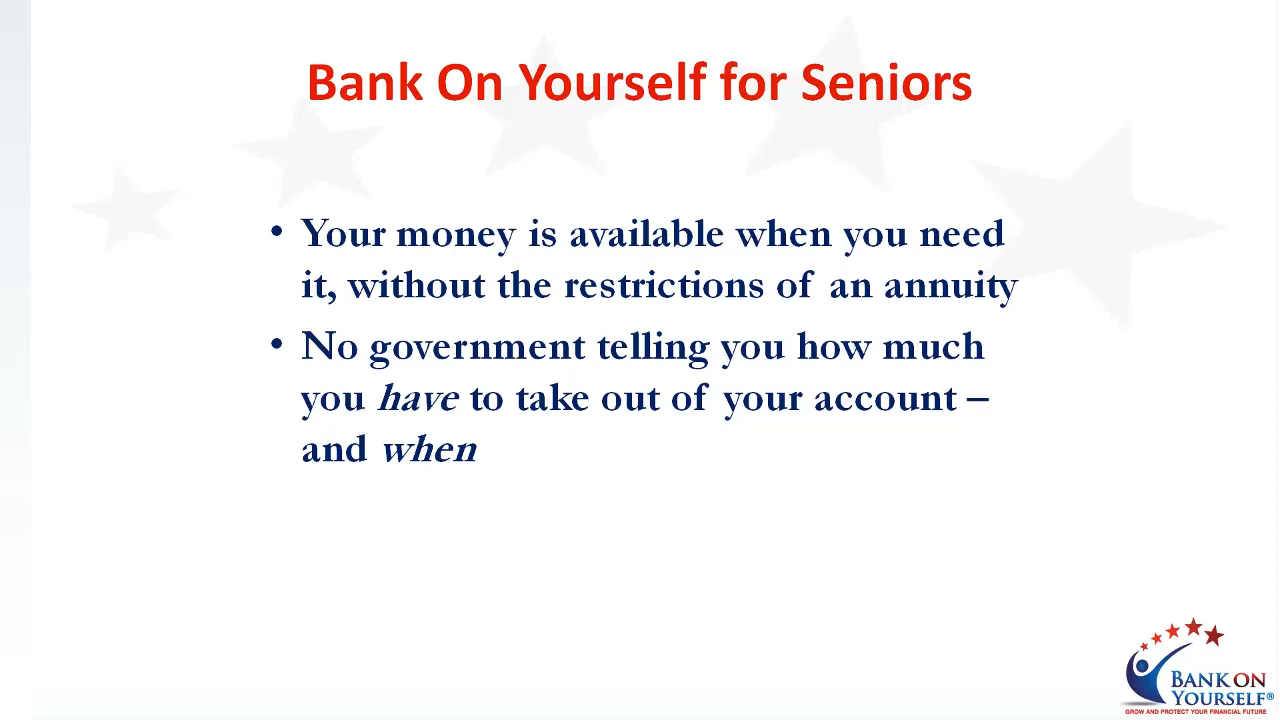 Bank On Yourself for Seniors
• Your money is available when you need
it, without the restrictions of an annuity
• No government telling you how much
you have to take out of your account –
and when
BANK ON
YOURSELF®
GROW AND PROTECT YOUR FINANCIAL FUTURE